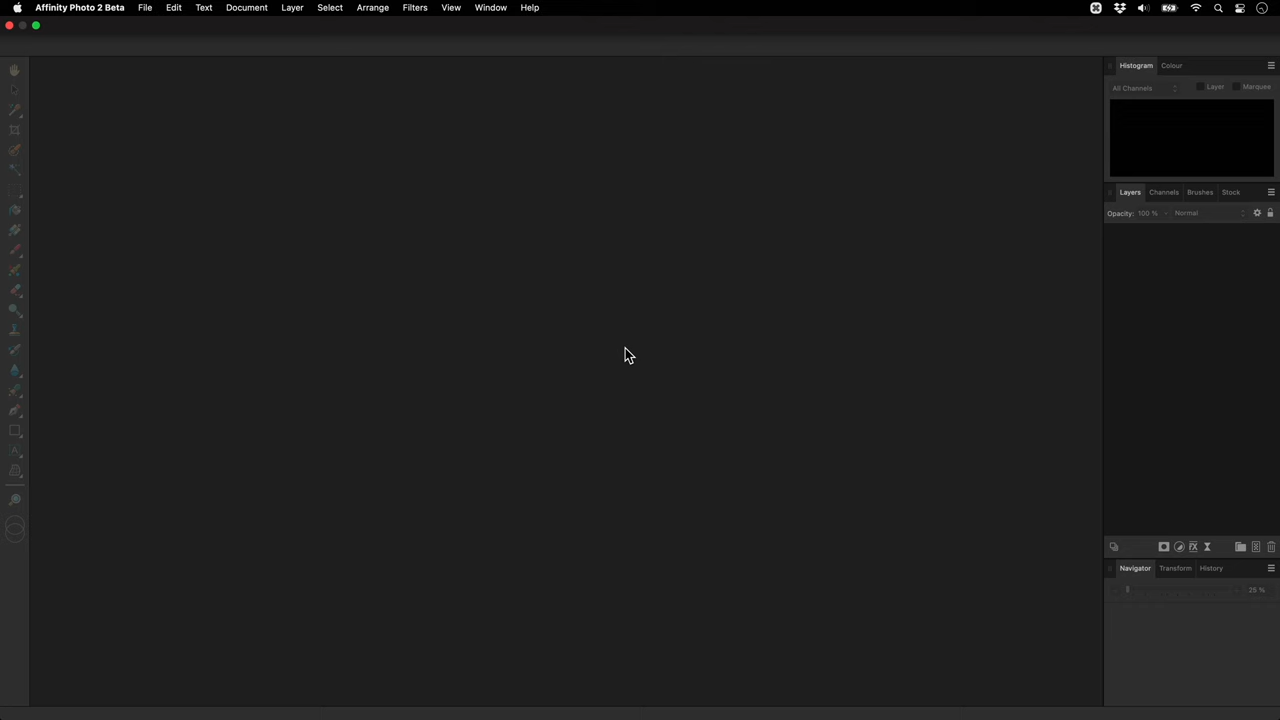 Affinity Photo 2 Beta File Edit Text Document Layer Select Arrange Filters View Window Help
Histogram Colour
All Channels Layer Marquee
Layers Channels Brushes Stock
Opacity: 100 % Normal
Navigator Transform History
25 %